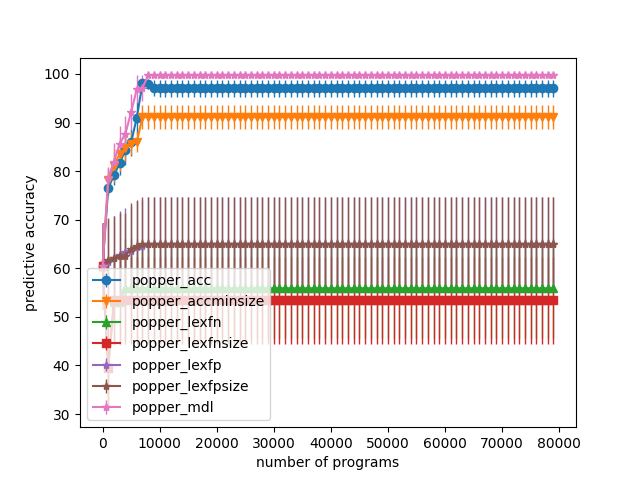 100
90
80
70
60
50
40
30
predictive accuracy
popper_acc
popper_accminsize
popper_lexfn
popper_lexfnsize
popper_lexfp
popper_lexfpsize
popper_mdl
0 10000 20000 30000 40000 50000 60000 70000 80000
number of programs